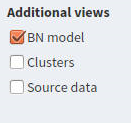 Additional views
BN model
Clusters
Source data